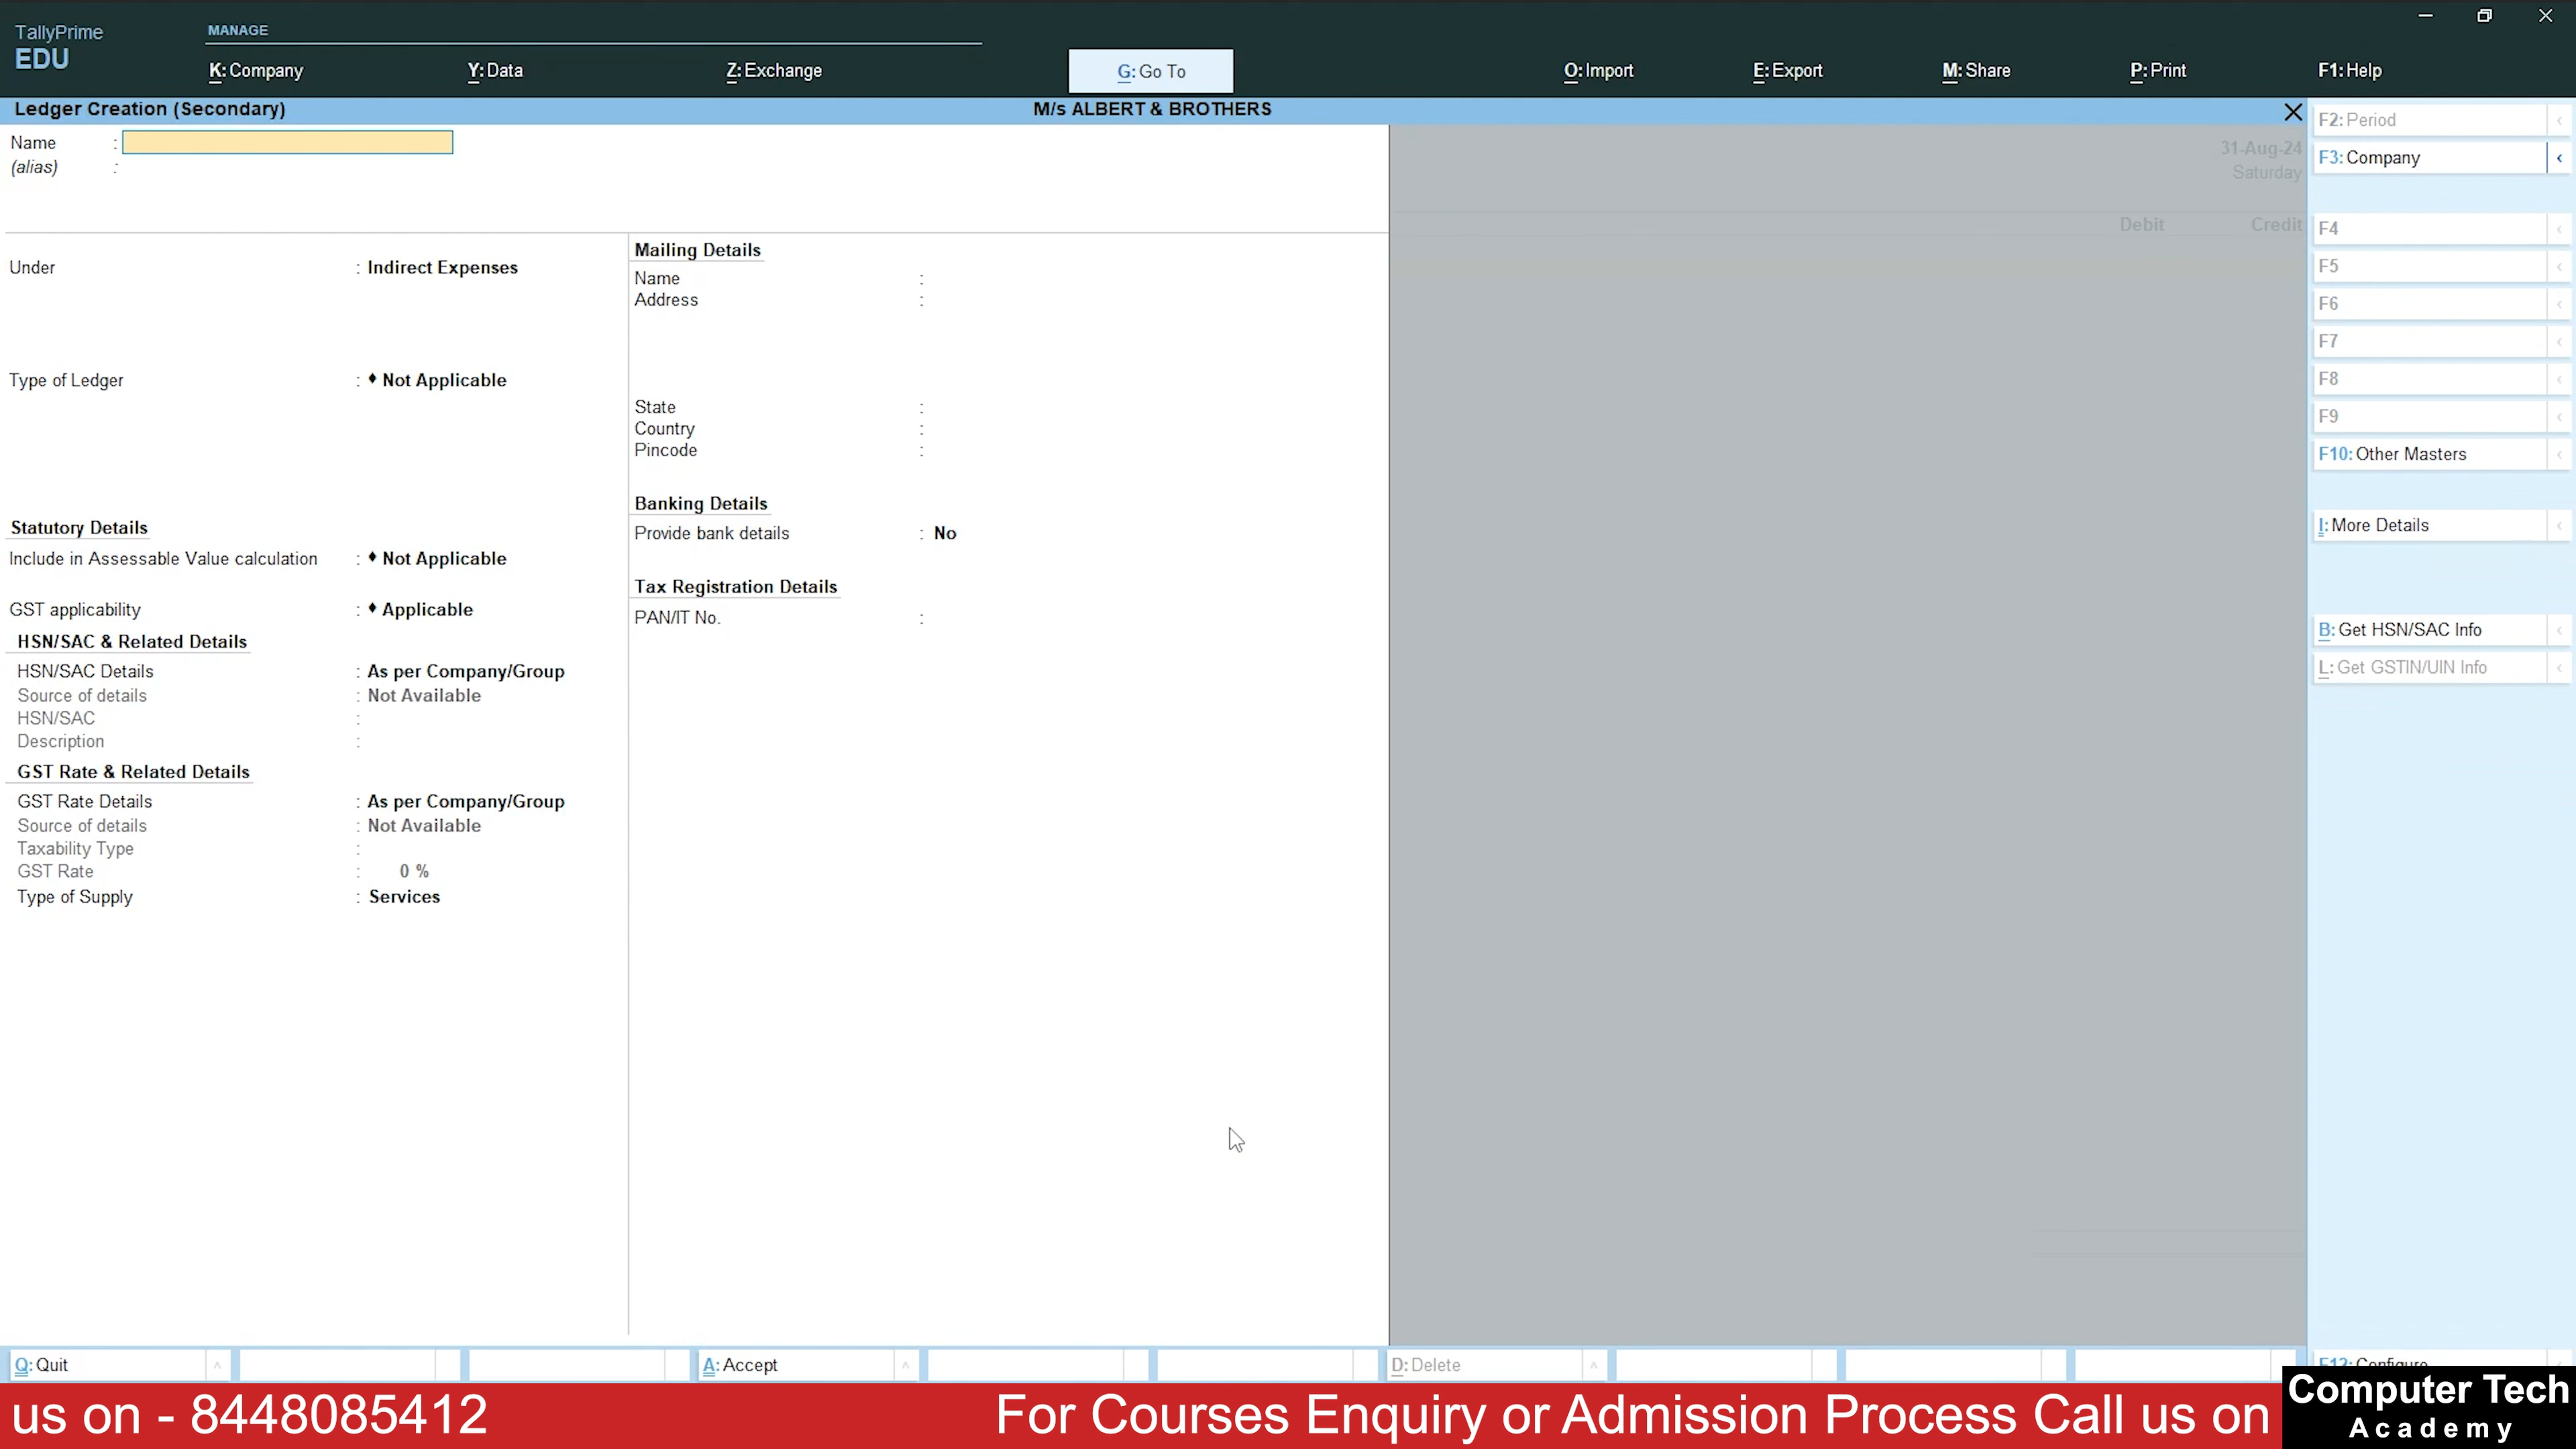 TallyPrime
EDU
MANAGE
K: Company
Y: Data
Z: Exchange
G: Go To
O: Import
E: Export
M: Share
P: Print
F1: Help
Ledger Creation (Secondary)
M/s ALBERT & BROTHERS
Name :
(alias) :
31-Aug-24
Saturday
Debit Credit
Under : Indirect Expenses
Type of Ledger : ♦ Not Applicable
Statutory Details
Include in Assessable Value calculation : ♦ Not Applicable
GST applicability : ♦ Applicable
HSN/SAC & Related Details
HSN/SAC Details : As per Company/Group
Source of details : Not Available
HSN/SAC :
Description :
GST Rate & Related Details
GST Rate Details : As per Company/Group
Source of details : Not Available
Taxability Type :
GST Rate : 0 %
Type of Supply : Services
Mailing Details
Name :
Address :
State :
Country :
Pincode :
Banking Details
Provide bank details : No
Tax Registration Details
PAN/IT No. :
F2: Period
F3: Company
F4
F5
F6
F7
F8
F9
F10: Other Masters
I: More Details
B: Get HSN/SAC Info
L: Get GSTIN/UIN Info
F12: Configure
Q: Quit
A: Accept
D: Delete
us on - 8448085412
For Courses Enquiry or Admission Process Call us on
Computer Tech
Academy